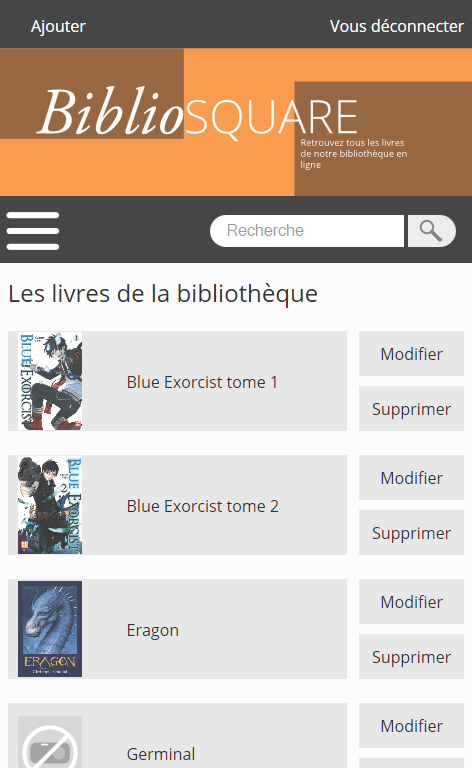 Ajouter
Vous déconnecter
BiblioSQUARE
Retrouvez tous les livres
de notre bibliothèque en
ligne
Recherche
Les livres de la bibliothèque
BLUE EXORCIST
1
Blue Exorcist tome 1
Modifier
Supprimer
BLUE EXORCIST
2
Blue Exorcist tome 2
Modifier
Supprimer
ERAGON
Eragon
Modifier
Supprimer
Germinal
Modifier